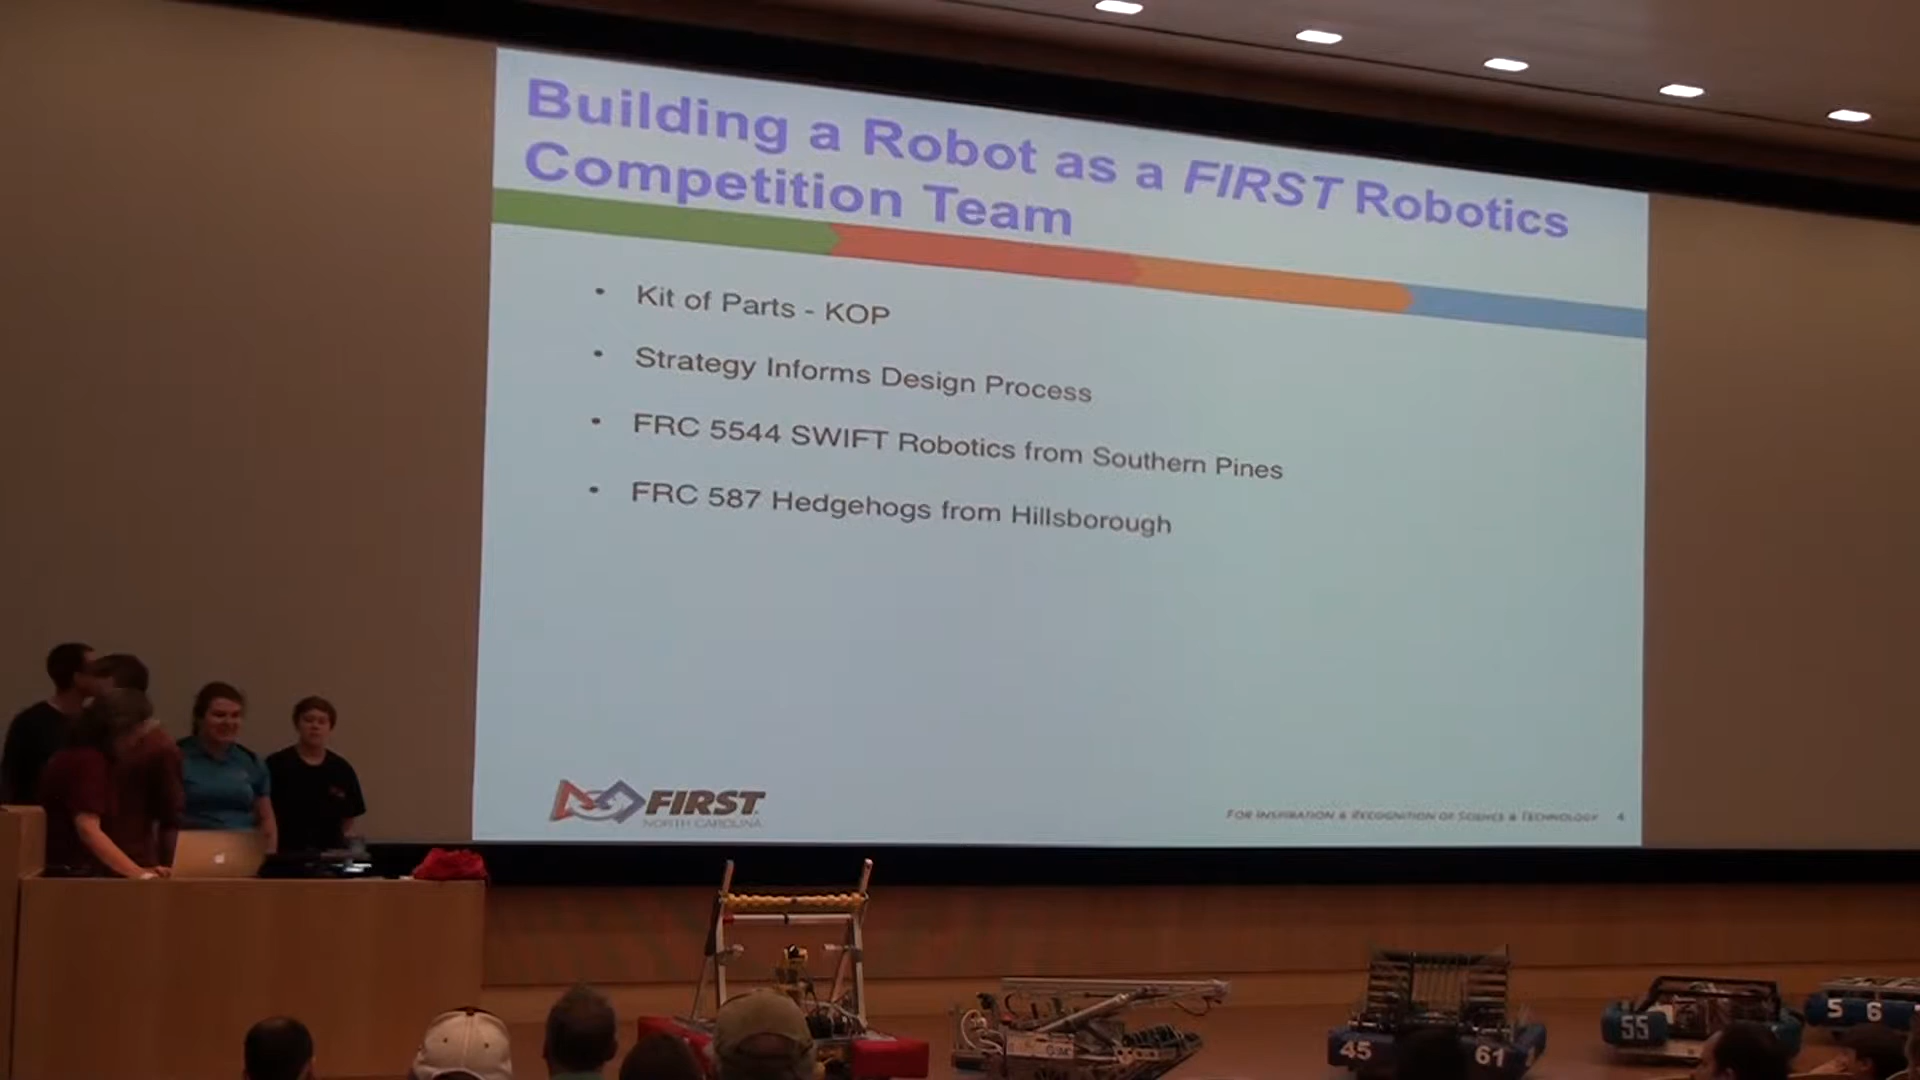 Building a Robot as a FIRST Robotics
Competition Team
• Kit of Parts - KOP
• Strategy Informs Design Process
• FRC 5544 SWIFT Robotics from Southern Pines
• FRC 587 Hedgehogs from Hillsborough
FIRST
NORTH CAROLINA
FOR INSPIRATION & RECOGNITION OF SCIENCE & TECHNOLOGY 4
45 61
55
5 6